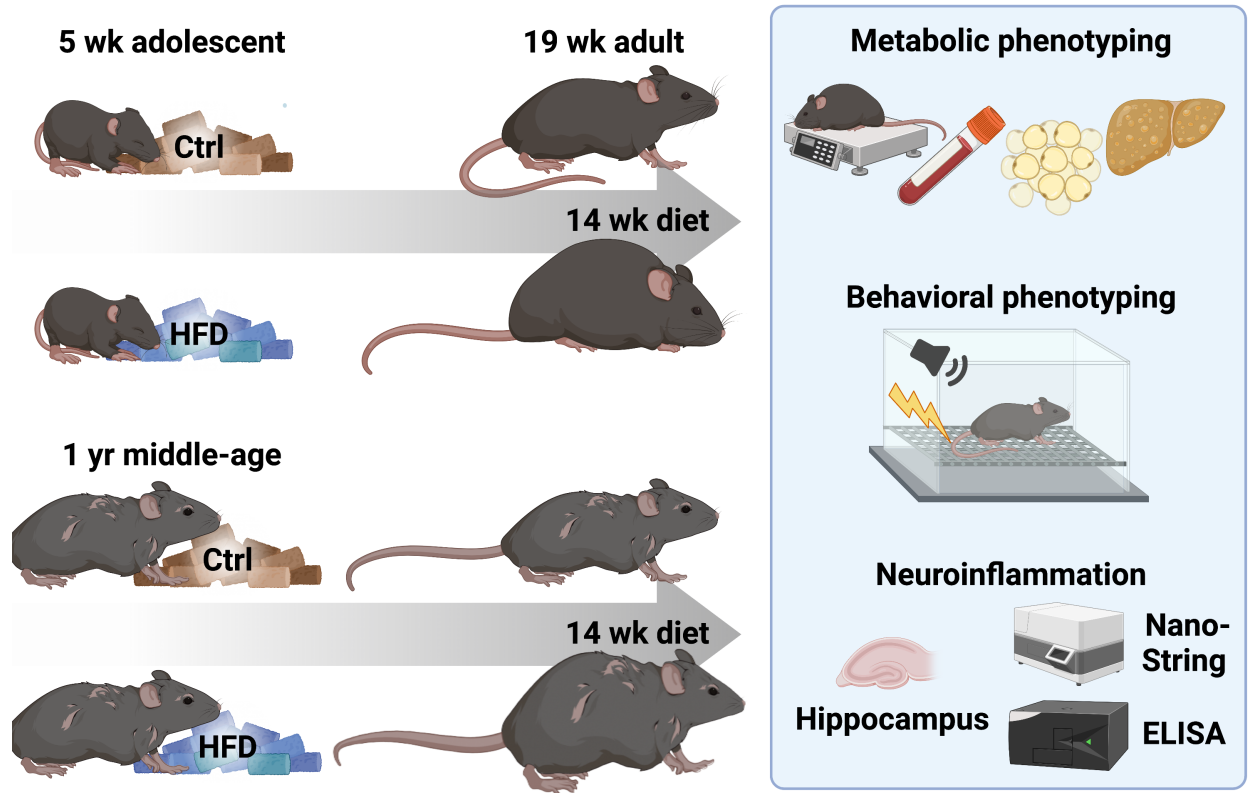 5 wk adolescent
19 wk adult
Ctrl
14 wk diet
HFD
1 yr middle-age
Ctrl
14 wk diet
HFD
Metabolic phenotyping
Behavioral phenotyping
Neuroinflammation
Nano-
String
Hippocampus
ELISA